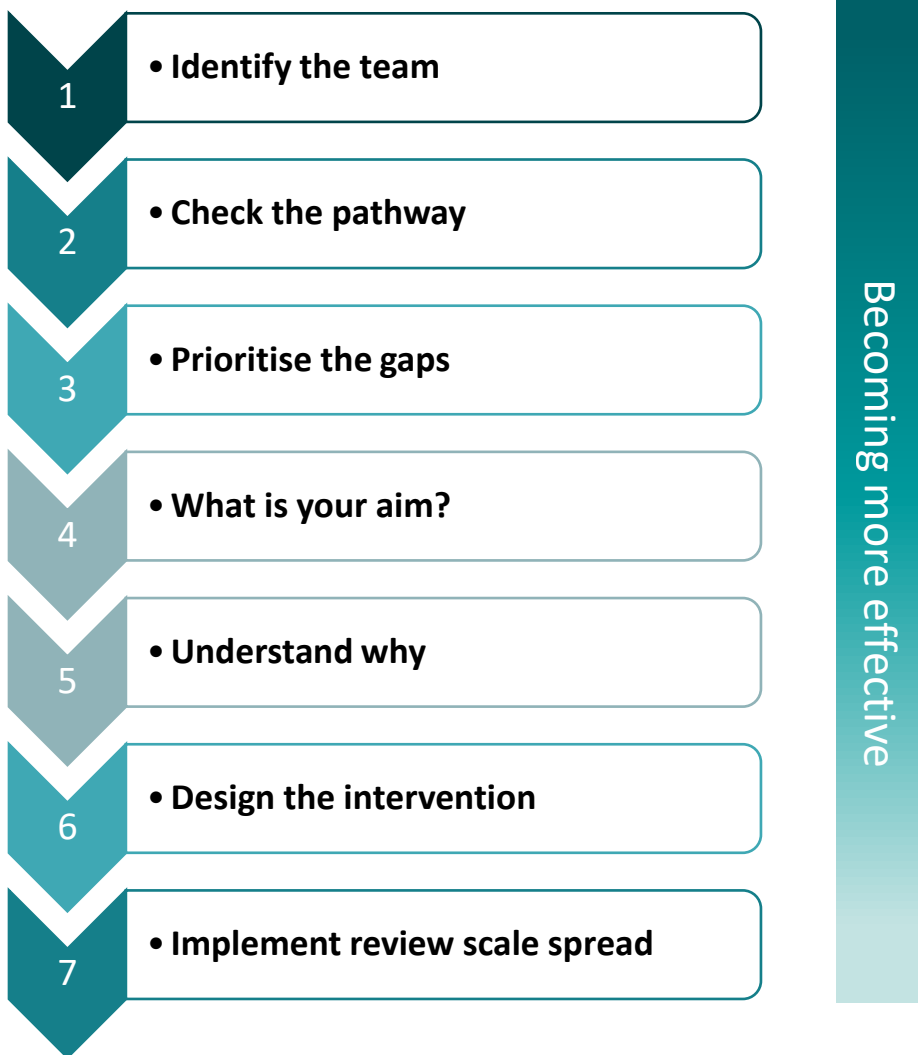 1
• Identify the team
2
• Check the pathway
3
• Prioritise the gaps
4
• What is your aim?
5
• Understand why
6
• Design the intervention
7
• Implement review scale spread
Becoming more effective